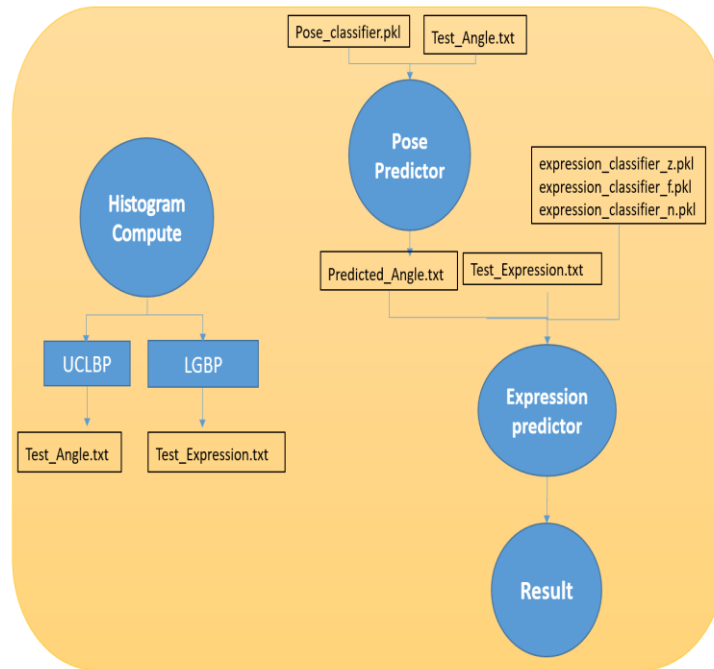 Pose_classifier.pkl
Test_Angle.txt
Pose
Predictor
Histogram
Compute
expression_classifier_z.pkl
expression_classifier_f.pkl
expression_classifier_n.pkl
Predicted_Angle.txt
Test_Expression.txt
UCLBP
LGBP
Expression
predictor
Test_Angle.txt
Test_Expression.txt
Result